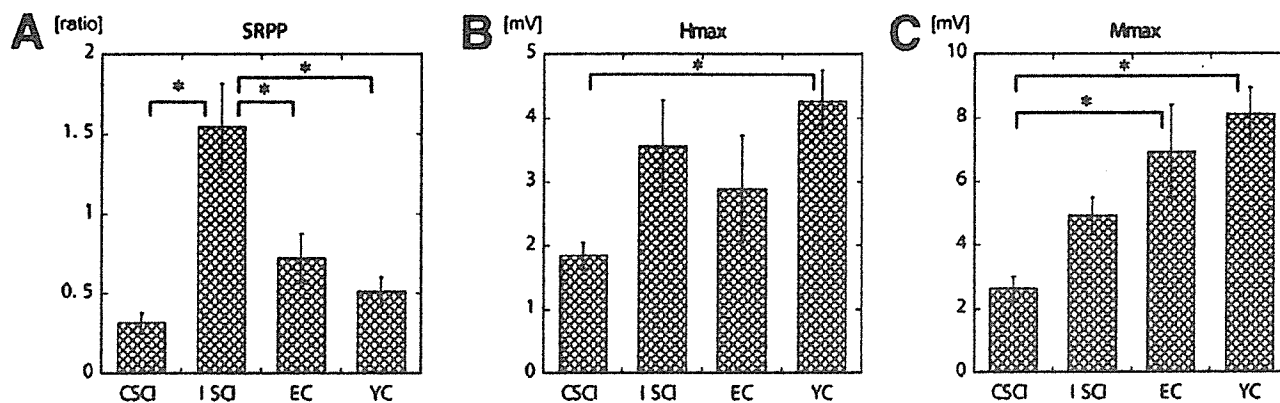 A [ratio] SRPP
2
1.5
1
0.5
0
* * *
CSCI ISCI EC YC
B [mV] Hmax
5
4
3
2
1
0
*
CSCI ISCI EC YC
C [mV] Mmax
10
8
6
4
2
0
*
*
CSCI ISCI EC YC